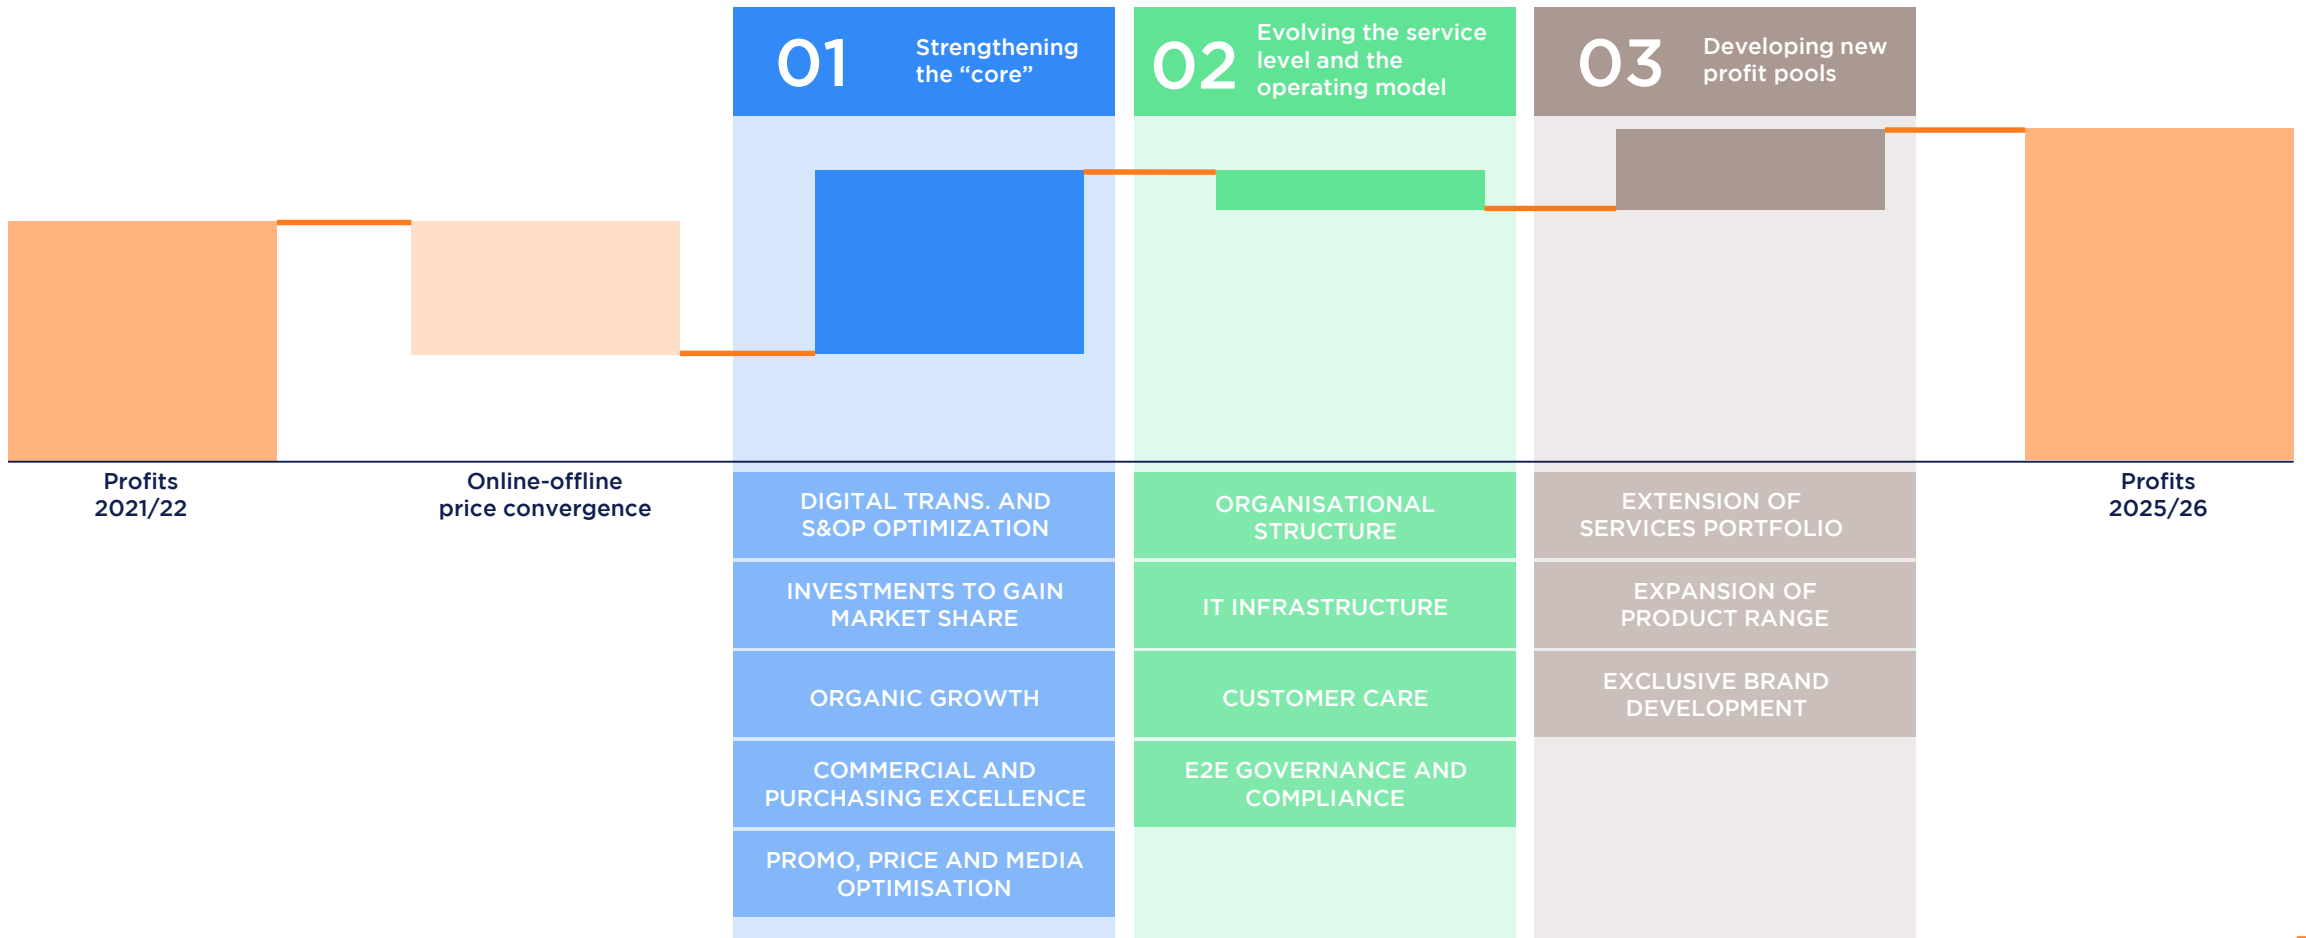 01
Strengthening
the “core”
02
Evolving the service
level and the
operating model
03
Developing new
profit pools
Profits
2021/22
Online-offline
price convergence
DIGITAL TRANS. AND
S&OP OPTIMIZATION
INVESTMENTS TO GAIN
MARKET SHARE
ORGANIC GROWTH
COMMERCIAL AND
PURCHASING EXCELLENCE
PROMO, PRICE AND MEDIA
OPTIMISATION
ORGANISATIONAL
STRUCTURE
IT INFRASTRUCTURE
CUSTOMER CARE
E2E GOVERNANCE AND
COMPLIANCE
EXTENSION OF
SERVICES PORTFOLIO
EXPANSION OF
PRODUCT RANGE
EXCLUSIVE BRAND
DEVELOPMENT
Profits
2025/26